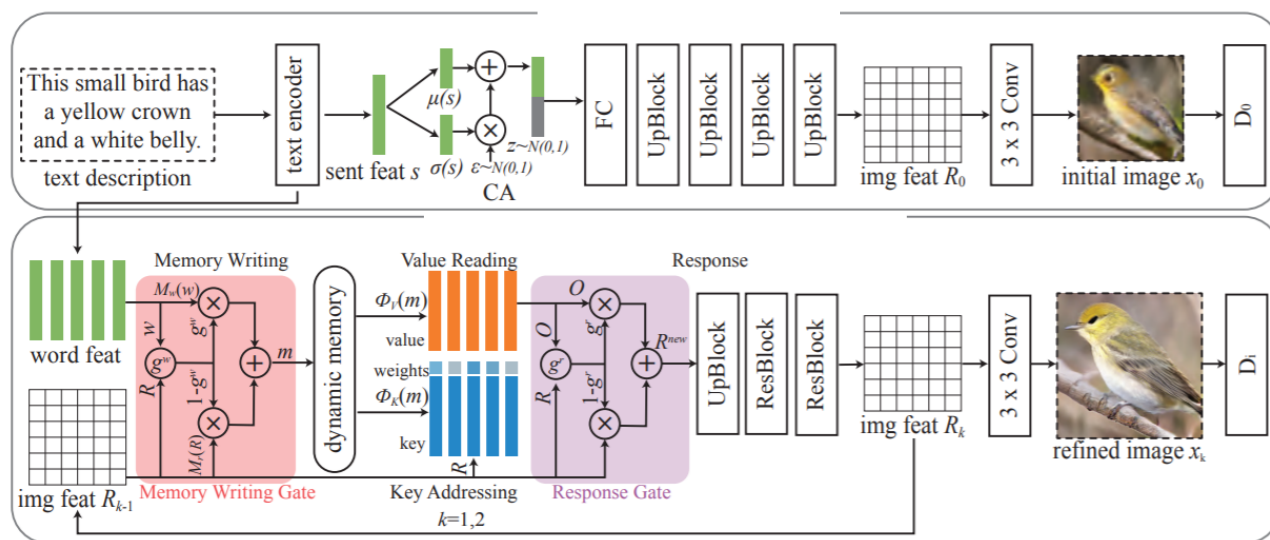 This small bird has
a yellow crown
and a white belly.
text description
text encoder
sent feat s
μ(s)
σ(s)
ε~N(0,1)
z~N(0,1)
CA
FC
UpBlock
UpBlock
UpBlock
UpBlock
img feat R0
3 x 3 Conv
initial image x0
D0
word feat
img feat Rk-1
Memory Writing
Mw(w)
w
gw
gw
R
1-gw
Mr(R)
m
Memory Writing Gate
dynamic memory
Value Reading
ΦV(m)
value
weights
ΦK(m)
key
R
Key Addressing
k=1,2
Response
O
O
gr
gr
R
1-gr
Rnew
Response Gate
UpBlock
ResBlock
ResBlock
img feat Rk
3 x 3 Conv
refined image xk
Di